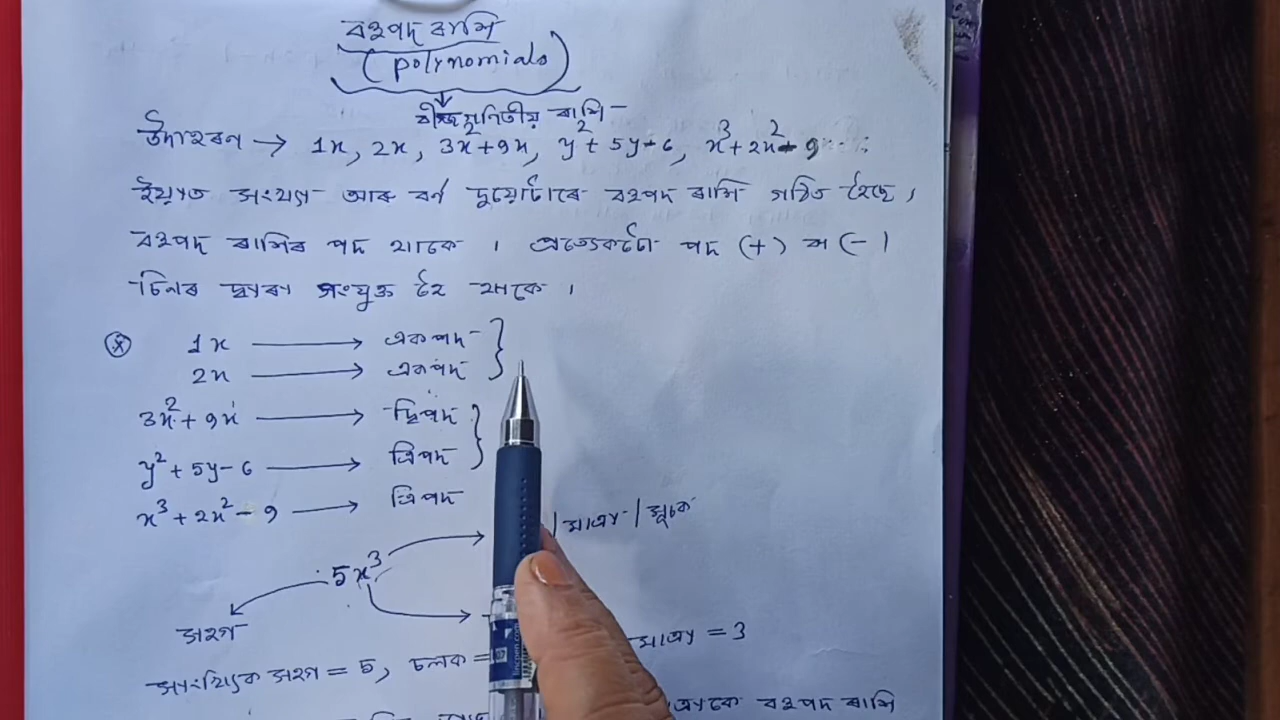 বহুপদ ৰাশি
(polynomials)
বীজগণিতীয় ৰাশি
উদাহৰণ → 1x, 2x, 3x²+9x, y²+5y-6, x³+2x²-9...
ইয়াত সংখ্যা আৰু বৰ্ণ দুয়োটাৰে বহুপদ ৰাশি গঠিত হৈছে।
বহুপদ ৰাশিৰ পদ থাকে। প্ৰত্যেকটো পদ (+) বা (-)
চিনৰ দ্বাৰা সংযুক্ত হৈ থাকে।
1x → একপদ
2x → একপদ
3x²+9x → দ্বিপদ
y²+5y-6 → ত্ৰিপদ
x³+2x²-9 → ত্ৰিপদ
/মাত্ৰা/সূচক
5x³
সহগ
সাংখ্যিক সহগ = 5, চলক = মাত্ৰা = 3
বহুপদ ৰাশি